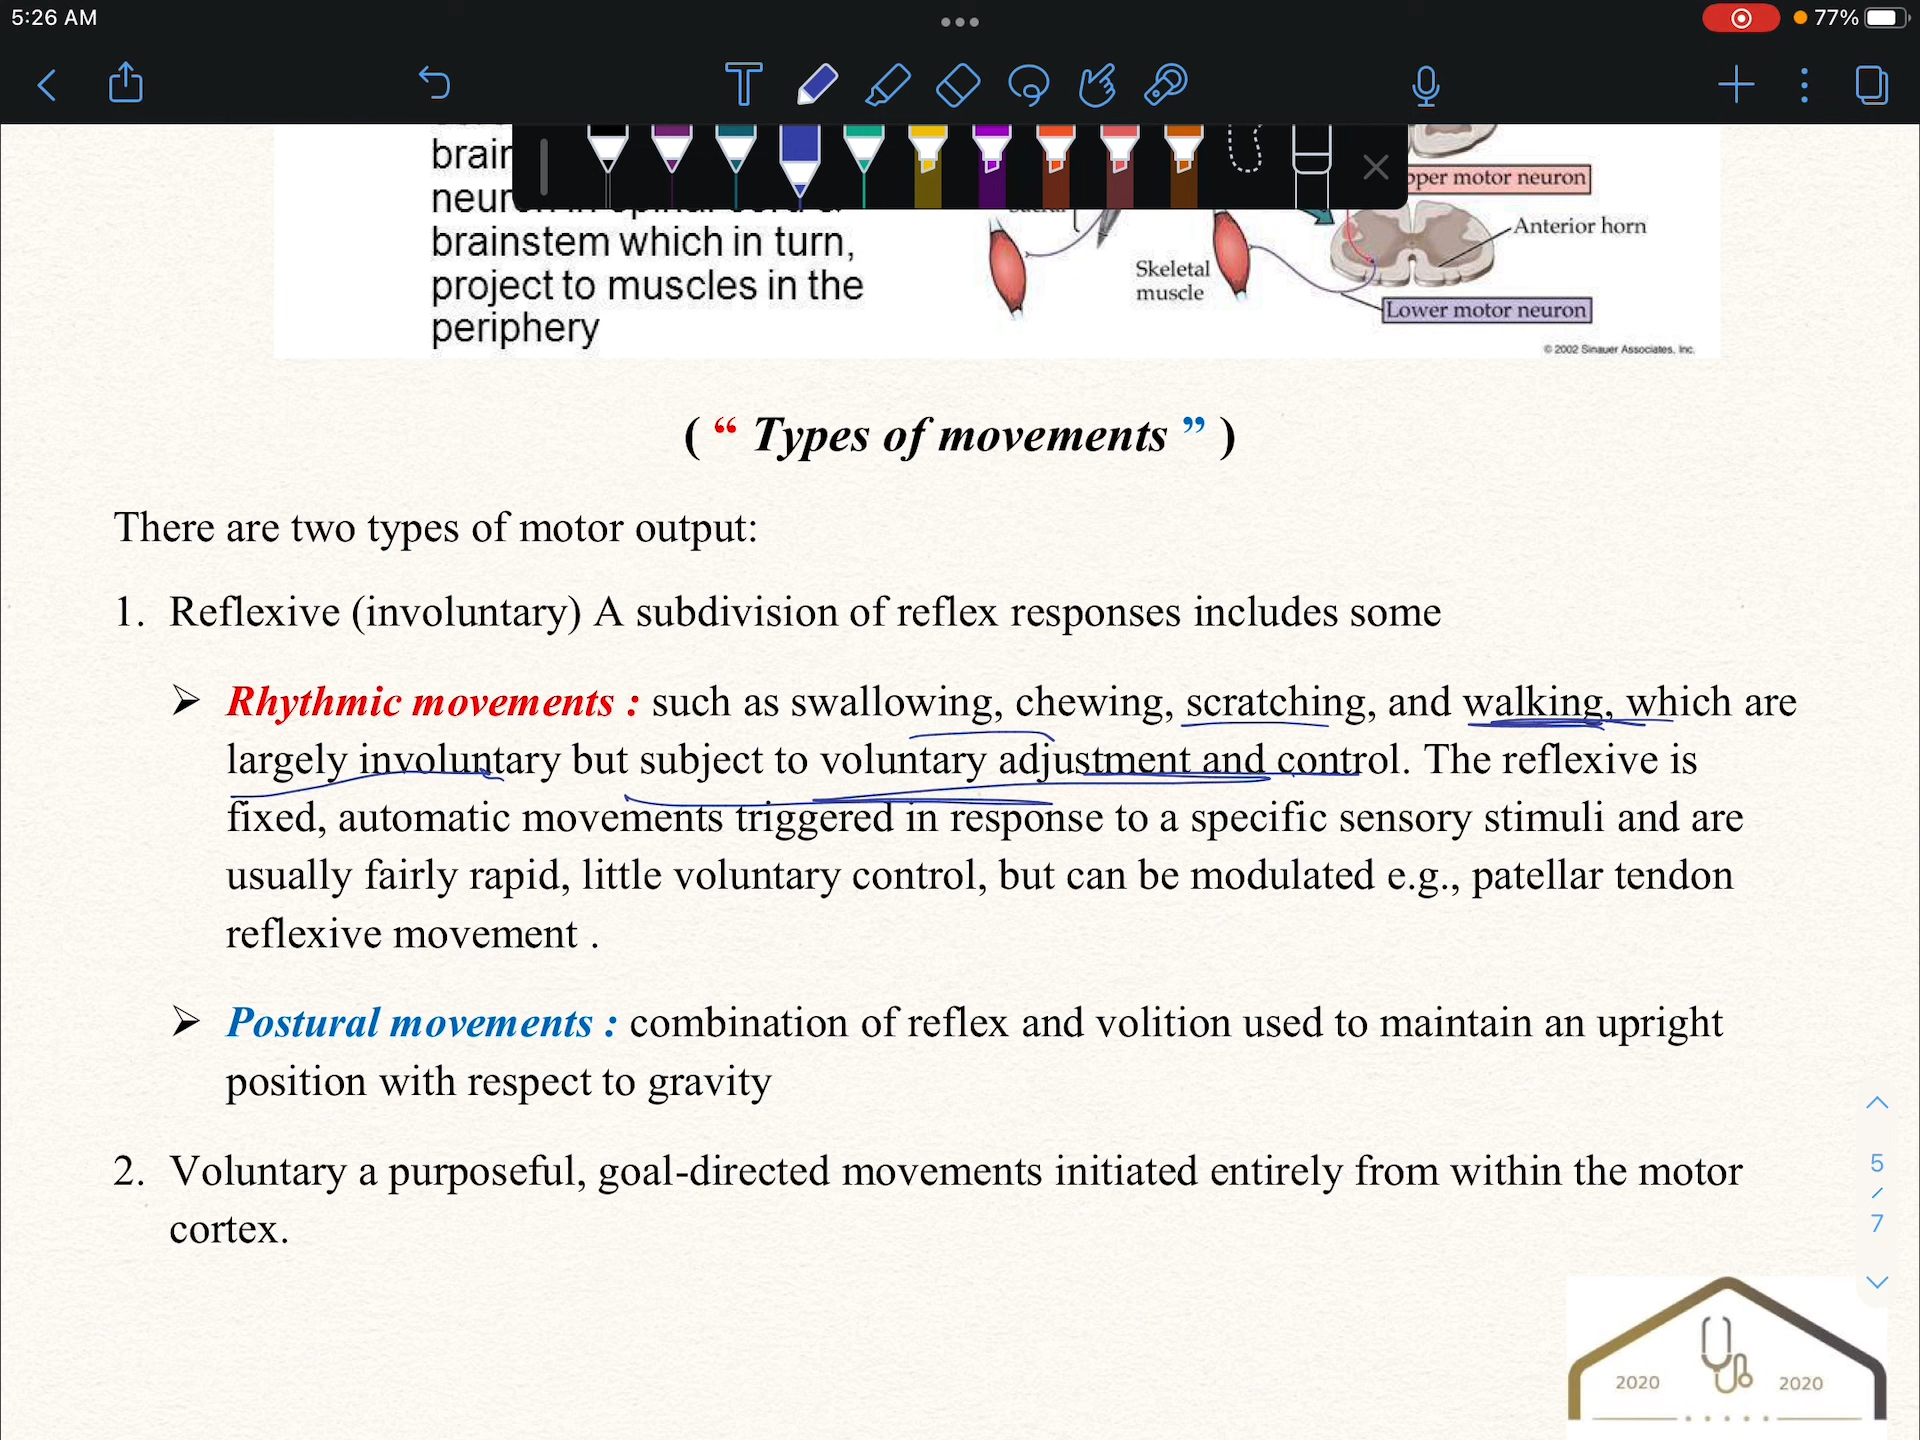 5:26 AM
77%
brain
brainstem which in turn,
project to muscles in the
periphery
Skeletal
muscle
pper motor neuron
Anterior horn
Lower motor neuron
© 2002 Sinauer Associates, Inc.
( “ Types of movements ” )
There are two types of motor output:
1. Reflexive (involuntary) A subdivision of reflex responses includes some
➢ Rhythmic movements : such as swallowing, chewing, scratching, and walking, which are
largely involuntary but subject to voluntary adjustment and control. The reflexive is
fixed, automatic movements triggered in response to a specific sensory stimuli and are
usually fairly rapid, little voluntary control, but can be modulated e.g., patellar tendon
reflexive movement .
➢ Postural movements : combination of reflex and volition used to maintain an upright
position with respect to gravity
2. Voluntary a purposeful, goal-directed movements initiated entirely from within the motor
cortex.
5
/
7
2020 2020